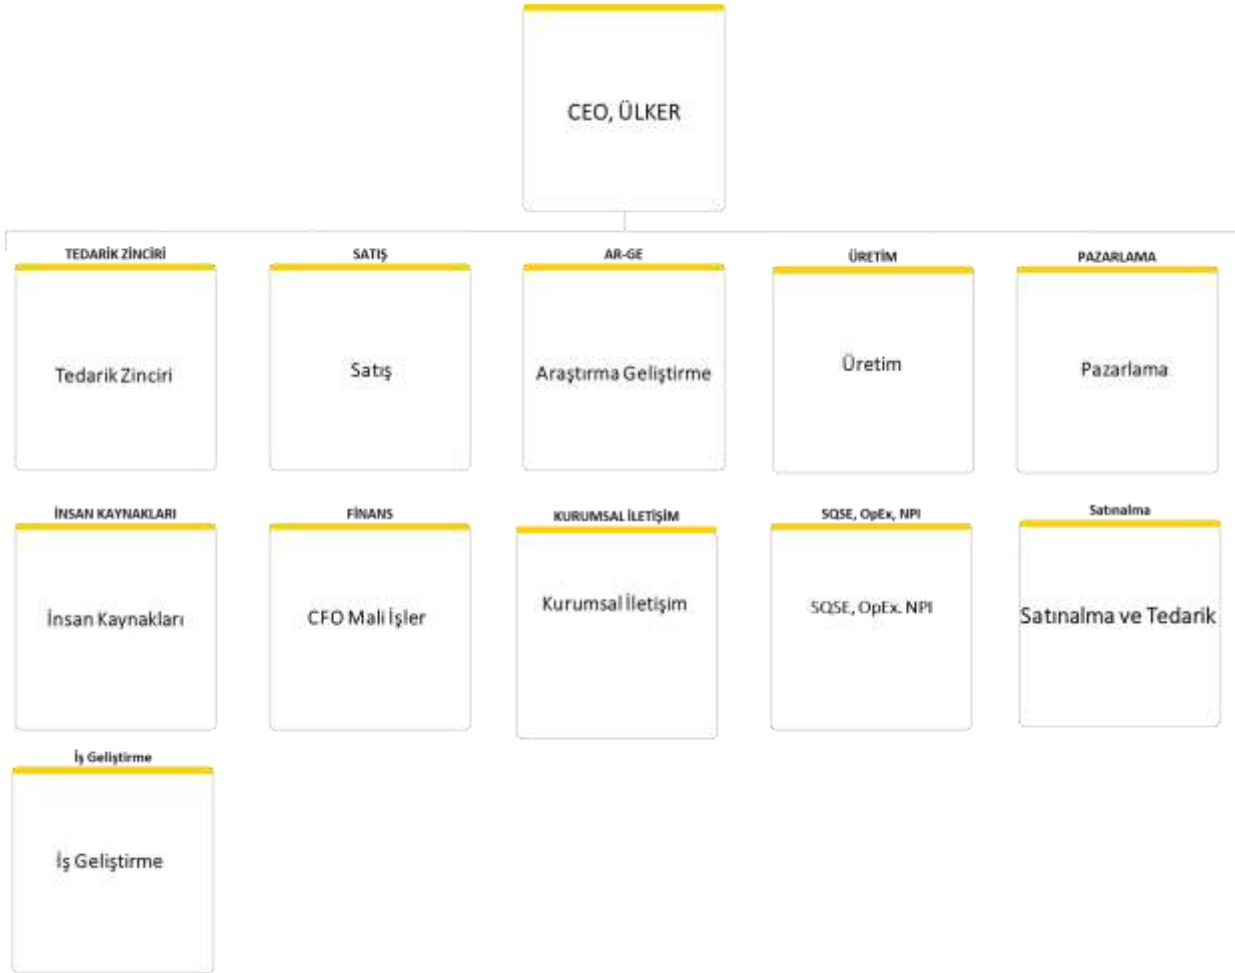 CEO, ÜLKER
TEDARİK ZİNCİRİ
SATIŞ
AR-GE
ÜRETİM
PAZARLAMA
Tedarik Zinciri
Satış
Araştırma Geliştirme
Üretim
Pazarlama
İNSAN KAYNAKLARI
FİNANS
KURUMSAL İLETİŞİM
SQSE, OpEx, NPI
Satınalma
İnsan Kaynakları
CFO Mali İşler
Kurumsal İletişim
SQSE, OpEx. NPI
Satınalma ve Tedarik
İş Geliştirme
İş Geliştirme